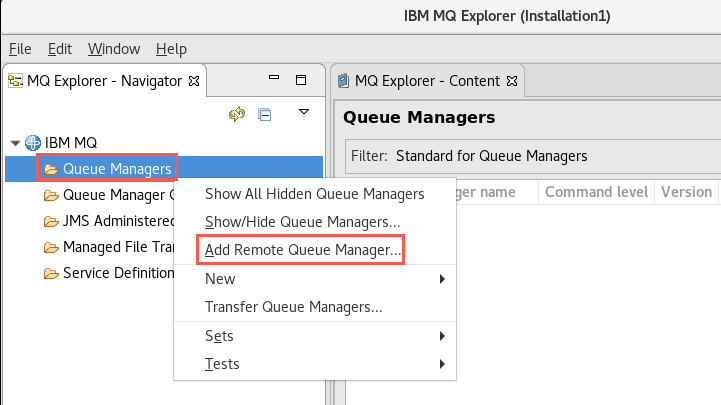 IBM MQ Explorer (Installation1)
File Edit Window Help
MQ Explorer - Navigator
MQ Explorer - Content
IBM MQ
Queue Managers
Queue Manager
JMS Administered
Managed File
Service Definition
Show All Hidden Queue Managers
Show/Hide Queue Managers...
Add Remote Queue Manager...
New
Transfer Queue Managers...
Sets
Tests
Queue Managers
Filter: Standard for Queue Managers
name Command level Version